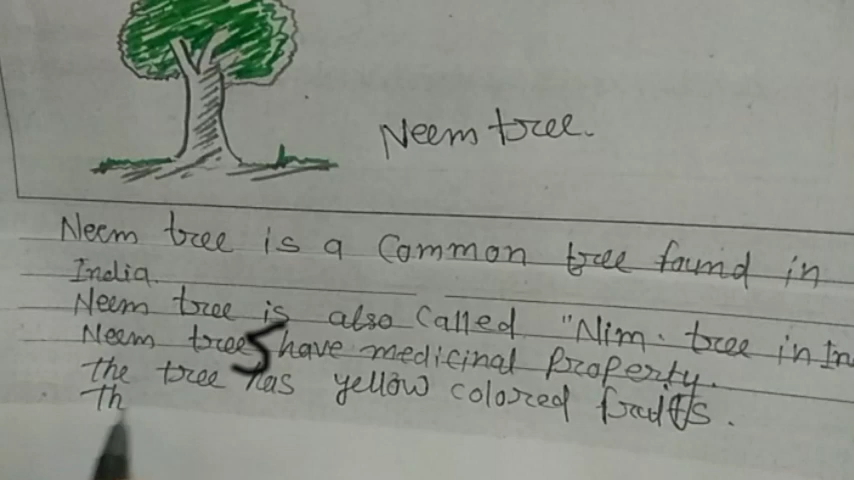 Neem tree.
Neem tree is a Common tree found in
India.
Neem tree is also Called "Nim. tree in In
Neem trees have medicinal Property.
the tree has yellow colored fruits.
Th